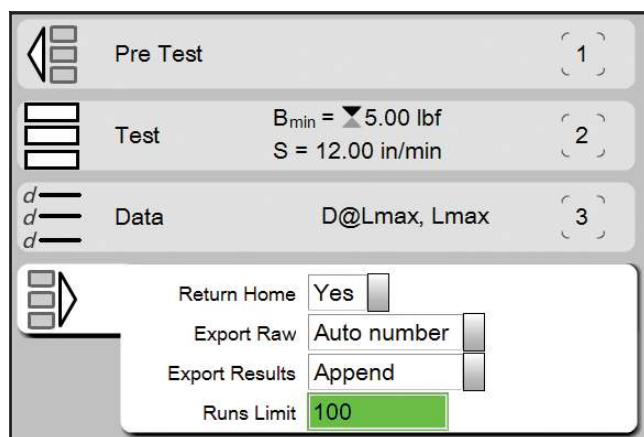 Pre Test 1
Bmin = 5.00 lbf
Test 2
S = 12.00 in/min
d
d
d
Data D@Lmax, Lmax 3
Return Home Yes
Export Raw Auto number
Export Results Append
Runs Limit 100